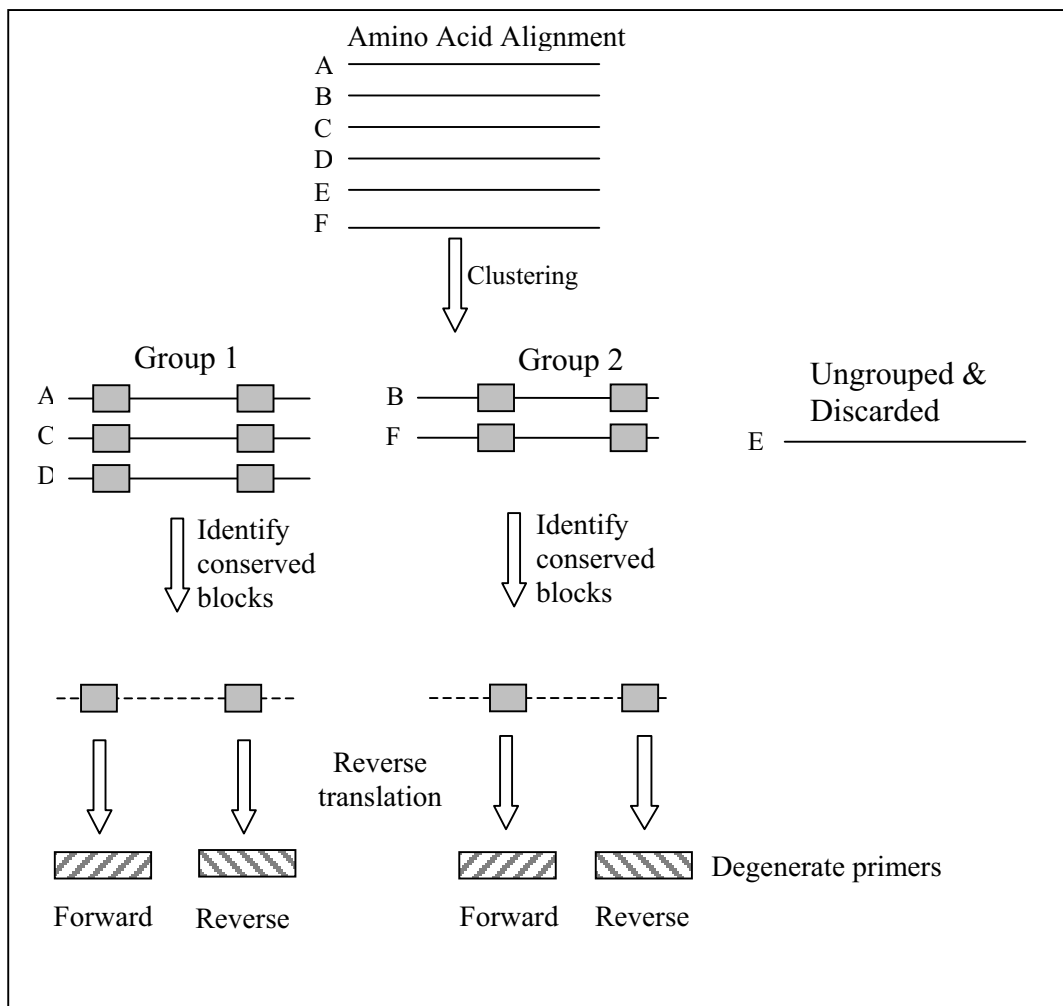 Amino Acid Alignment
A
B
C
D
E
F
Clustering
Group 1
A
C
D
Group 2
B
F
Ungrouped &
Discarded
E
Identify
conserved
blocks
Identify
conserved
blocks
Reverse
translation
Degenerate primers
Forward
Reverse
Forward
Reverse